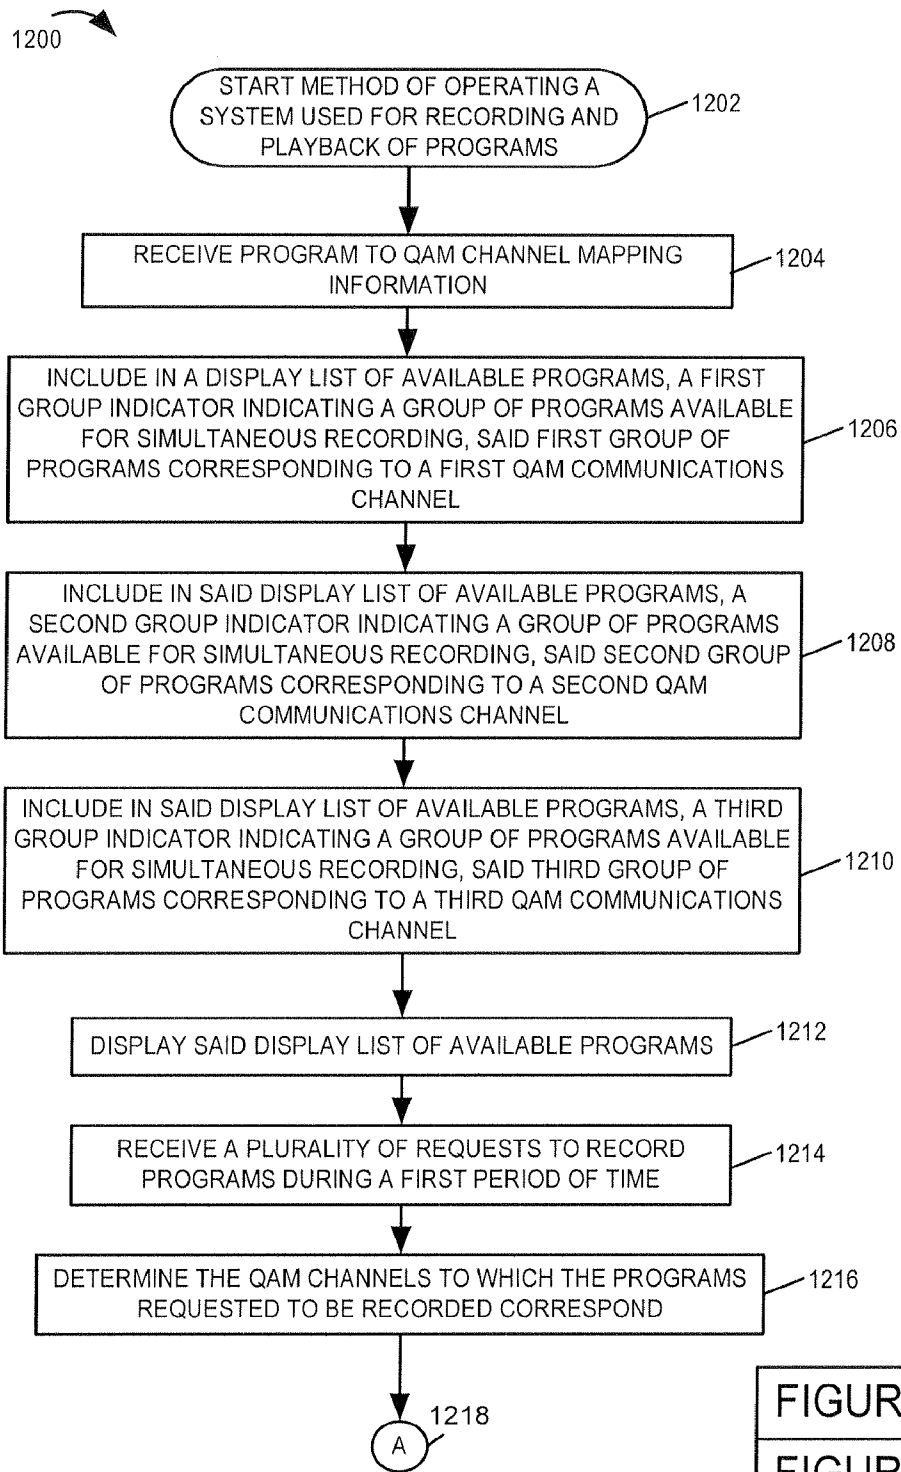 1200
START METHOD OF OPERATING A
SYSTEM USED FOR RECORDING AND
PLAYBACK OF PROGRAMS
1202
RECEIVE PROGRAM TO QAM CHANNEL MAPPING
INFORMATION
1204
INCLUDE IN A DISPLAY LIST OF AVAILABLE PROGRAMS, A FIRST
GROUP INDICATOR INDICATING A GROUP OF PROGRAMS AVAILABLE
FOR SIMULTANEOUS RECORDING, SAID FIRST GROUP OF
PROGRAMS CORRESPONDING TO A FIRST QAM COMMUNICATIONS
CHANNEL
1206
INCLUDE IN SAID DISPLAY LIST OF AVAILABLE PROGRAMS, A
SECOND GROUP INDICATOR INDICATING A GROUP OF PROGRAMS
AVAILABLE FOR SIMULTANEOUS RECORDING, SAID SECOND GROUP
OF PROGRAMS CORRESPONDING TO A SECOND QAM
COMMUNICATIONS CHANNEL
1208
INCLUDE IN SAID DISPLAY LIST OF AVAILABLE PROGRAMS, A THIRD
GROUP INDICATOR INDICATING A GROUP OF PROGRAMS AVAILABLE
FOR SIMULTANEOUS RECORDING, SAID THIRD GROUP OF
PROGRAMS CORRESPONDING TO A THIRD QAM COMMUNICATIONS
CHANNEL
1210
DISPLAY SAID DISPLAY LIST OF AVAILABLE PROGRAMS
1212
RECEIVE A PLURALITY OF REQUESTS TO RECORD
PROGRAMS DURING A FIRST PERIOD OF TIME
1214
DETERMINE THE QAM CHANNELS TO WHICH THE PROGRAMS
REQUESTED TO BE RECORDED CORRESPOND
1216
A
1218
FIGUR